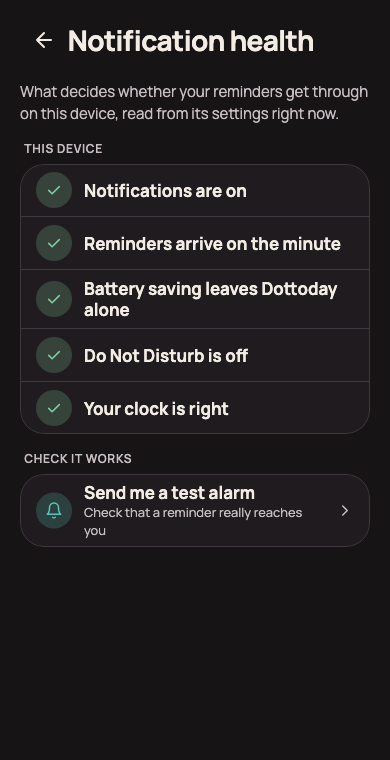 Notification health
What decides whether your reminders get through
on this device, read from its settings right now.
THIS DEVICE
Notifications are on
Reminders arrive on the minute
Battery saving leaves Dottoday
alone
Do Not Disturb is off
Your clock is right
CHECK IT WORKS
Send me a test alarm
Check that a reminder really reaches
you